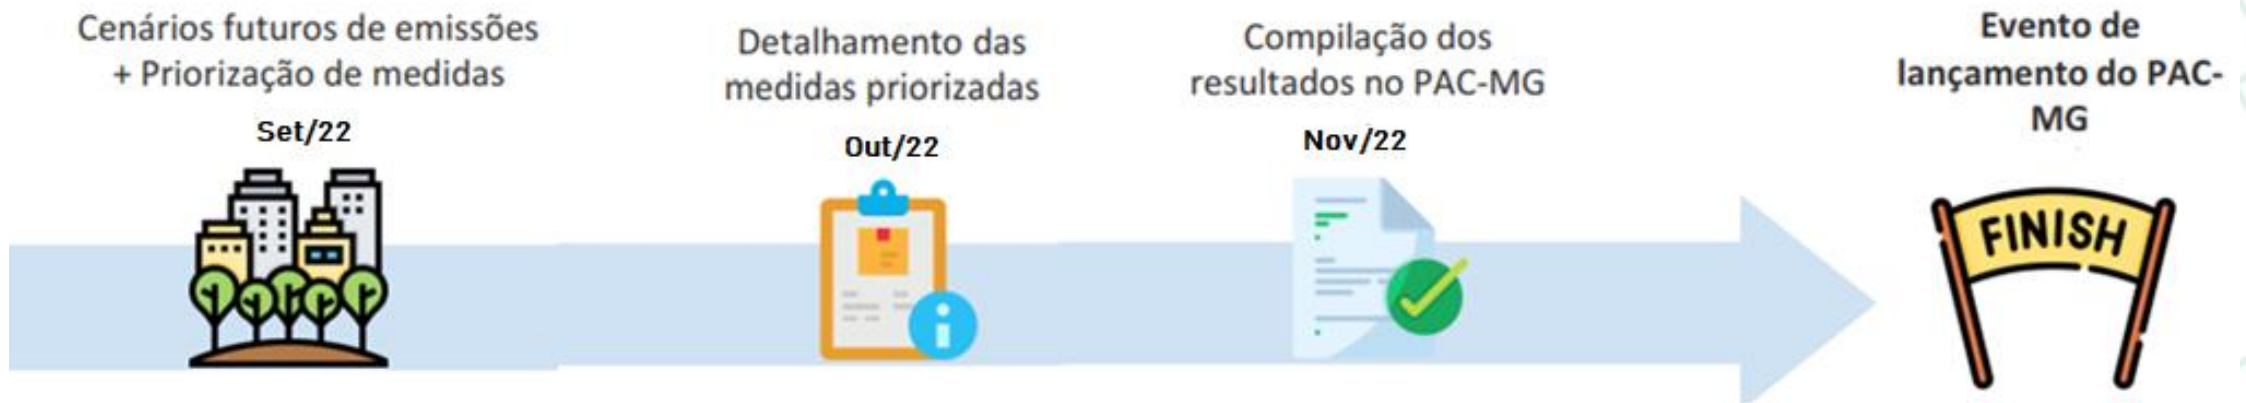 Cenários futuros de emissões
+ Priorização de medidas
Set/22
Detalhamento das
medidas priorizadas
Out/22
Compilação dos
resultados no PAC-MG
Nov/22
Evento de
lançamento do PAC-
MG
FINISH